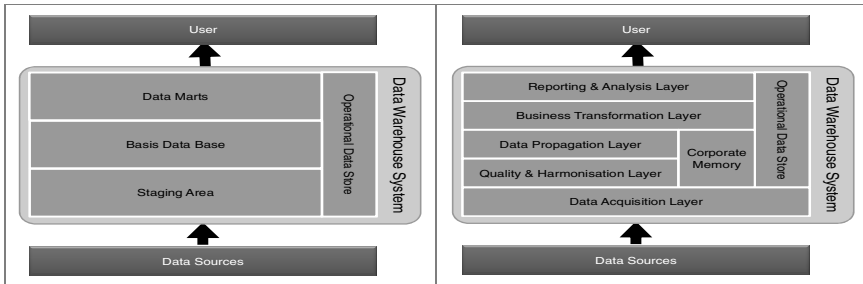 User
Data Marts
Basis Data Base
Staging Area
Operational Data Store
Data Warehouse System
Data Sources
User
Reporting & Analysis Layer
Business Transformation Layer
Data Propagation Layer
Quality & Harmonisation Layer
Corporate
Memory
Data Acquisition Layer
Operational Data Store
Data Warehouse System
Data Sources